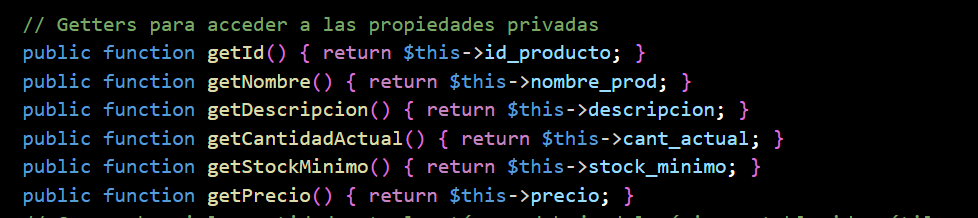 // Getters para acceder a las propiedades privadas
public function getId() { return $this->id_producto; }
public function getNombre() { return $this->nombre_prod; }
public function getDescripcion() { return $this->descripcion; }
public function getCantidadActual() { return $this->cant_actual; }
public function getStockMinimo() { return $this->stock_minimo; }
public function getPrecio() { return $this->precio; }